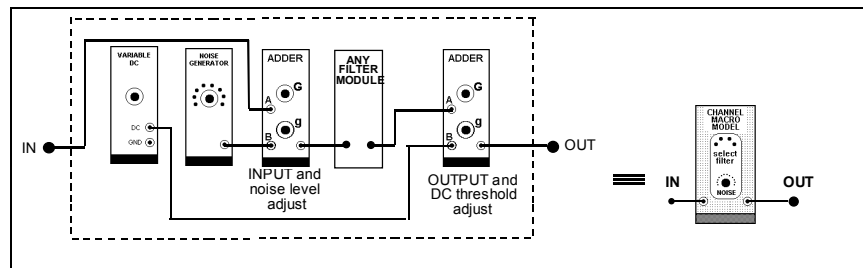 VARIABLE
DC
DC
GND
NOISE
GENERATOR
ADDER
G
A
g
B
INPUT and
noise level
adjust
ANY
FILTER
MODULE
ADDER
G
A
g
B
OUTPUT and
DC threshold
adjust
IN
OUT
CHANNEL
MACRO
MODEL
select
filter
NOISE
IN
OUT